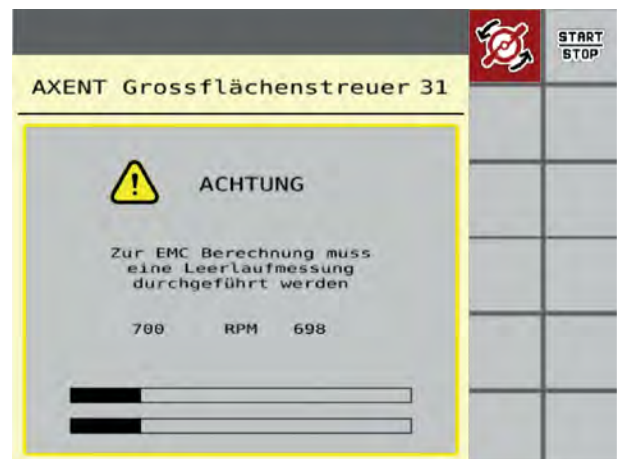 START
STOP
AXENT Grossflächenstreuer 31
ACHTUNG
Zur EMC Berechnung muss
eine Leerlaufmessung
durchgeführt werden
700 RPM 698